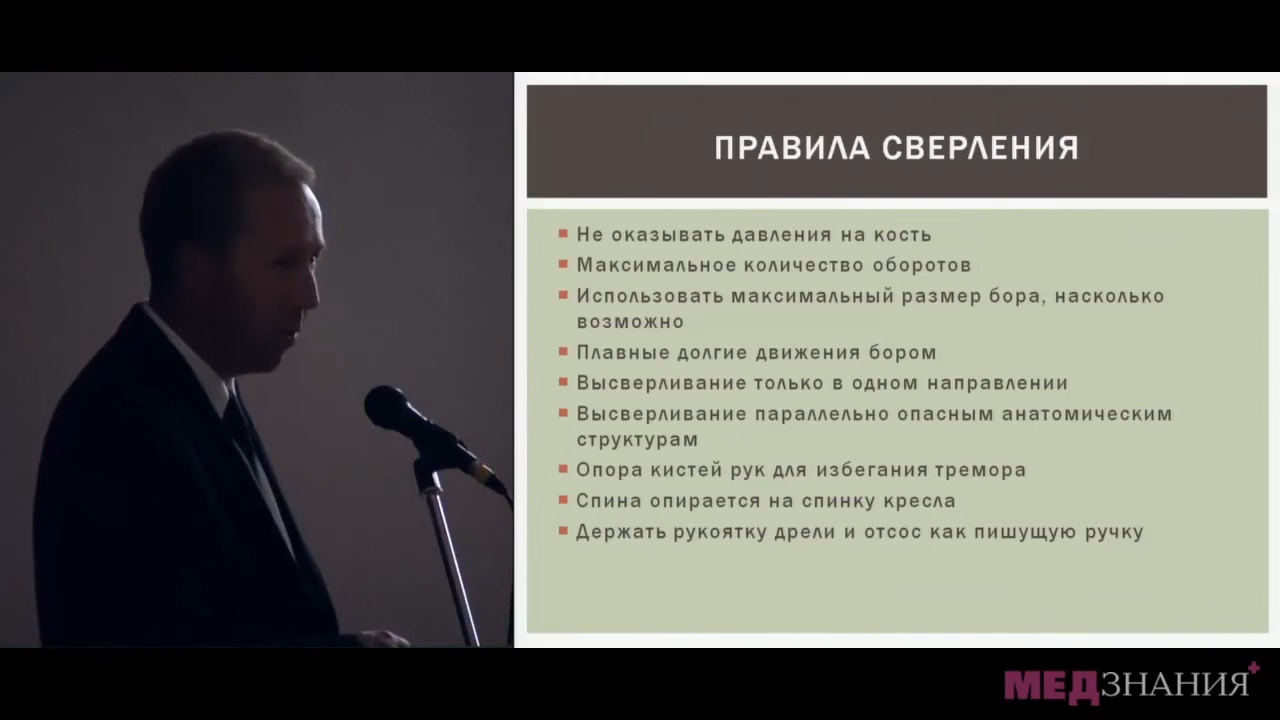 ПРАВИЛА СВЕРЛЕНИЯ
Не оказывать давления на кость
Максимальное количество оборотов
Использовать максимальный размер бора, насколько
возможно
Плавные долгие движения бором
Высверливание только в одном направлении
Высверливание параллельно опасным анатомическим
структурам
Опора кистей рук для избегания тремора
Спина опирается на спинку кресла
Держать рукоятку дрели и отсос как пишущую ручку
МЕДЗНАНИЯ+